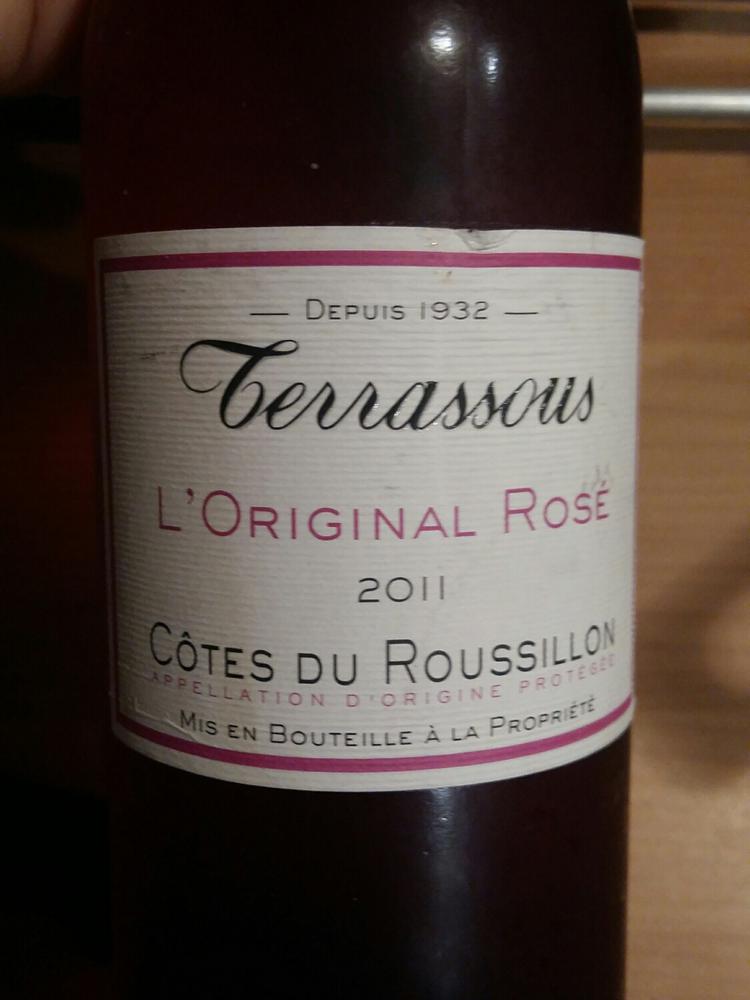 — Depuis 1932 —
Terrassous
L'Original Rosé
2011
Côtes du Roussillon
Appellation d'Origine Protégée
Mis en Bouteille à la Propriété